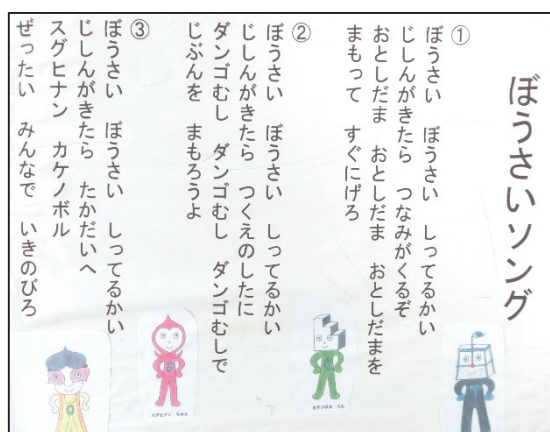 ぼうさいソング
①
ぼうさい　ぼうさい　しってるかい
じしんがきたら　つなみがくるぞ
おとしだま　おとしだま　おとしだまを
まもって　すぐにげろ
②
ぼうさい　ぼうさい　しってるかい
じしんがきたら　つくえのしたに
ダンゴむし　ダンゴむし　ダンゴむしで
じぶんを　まもろうよ
③
ぼうさい　ぼうさい　しってるかい
じしんがきたら　たかだいへ
スグヒナン　カケノボル
ぜったい　みんなで　いきのびろ